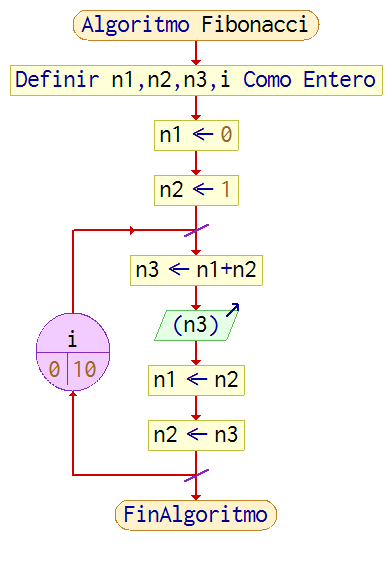 Algoritmo Fibonacci
Definir n1,n2,n3,i Como Entero
n1 ← 0
n2 ← 1
n3 ← n1+n2
(n3)
i
0 10
n1 ← n2
n2 ← n3
FinAlgoritmo